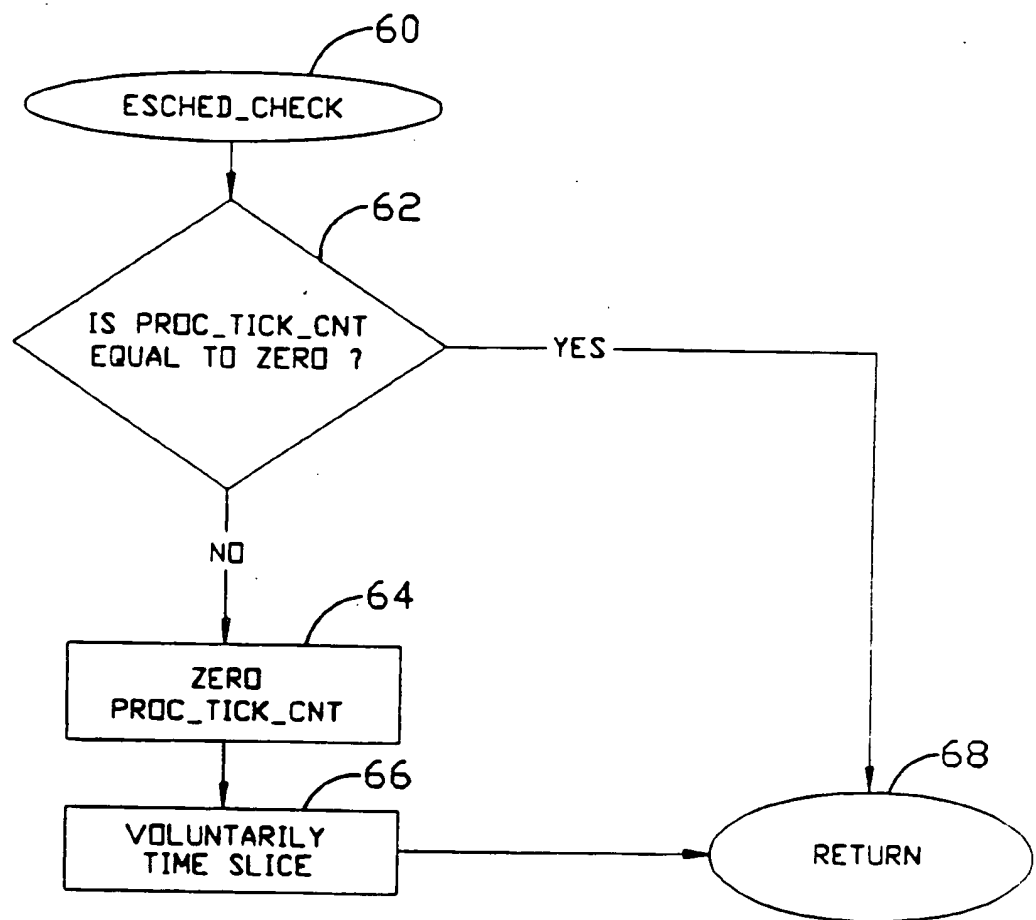 60
ESCHED_CHECK
62
IS PROC_TICK_CNT
EQUAL TO ZERO ?
YES
NO
64
ZERO
PROC_TICK_CNT
66
VOLUNTARILY
TIME SLICE
68
RETURN